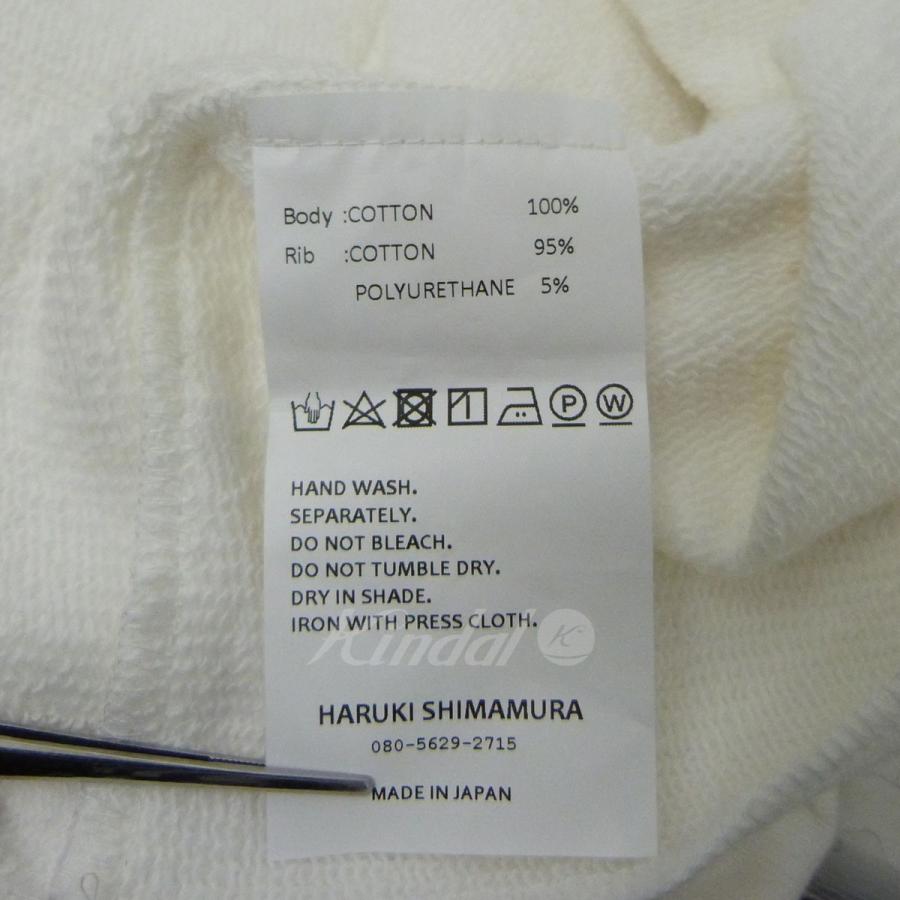 Body :COTTON 100%
Rib :COTTON 95%
POLYURETHANE 5%
P W
HAND WASH.
SEPARATELY.
DO NOT BLEACH.
DO NOT TUMBLE DRY.
DRY IN SHADE.
IRON WITH PRESS CLOTH.
Kindal K
HARUKI SHIMAMURA
080-5629-2715
MADE IN JAPAN